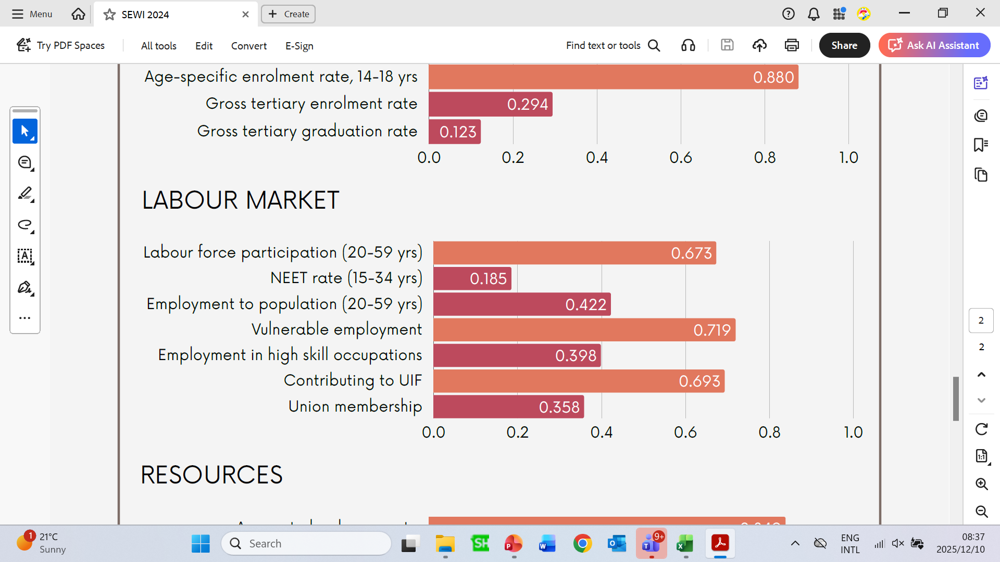 Menu
SEWI 2024
Create
Try PDF Spaces
All tools
Edit
Convert
E-Sign
Find text or tools
Share
Ask AI Assistant
Age-specific enrolment rate, 14-18 yrs 0.880
Gross tertiary enrolment rate 0.294
Gross tertiary graduation rate 0.123
0.0 0.2 0.4 0.6 0.8 1.0
LABOUR MARKET
Labour force participation (20-59 yrs) 0.673
NEET rate (15-34 yrs) 0.185
Employment to population (20-59 yrs) 0.422
Vulnerable employment 0.719
Employment in high skill occupations 0.398
Contributing to UIF 0.693
Union membership 0.358
0.0 0.2 0.4 0.6 0.8 1.0
RESOURCES
2
2
1:1
1
21°C
Sunny
Search
SH
P
W
O
T
9+
X
ENG
INTL
08:37
2025/12/10